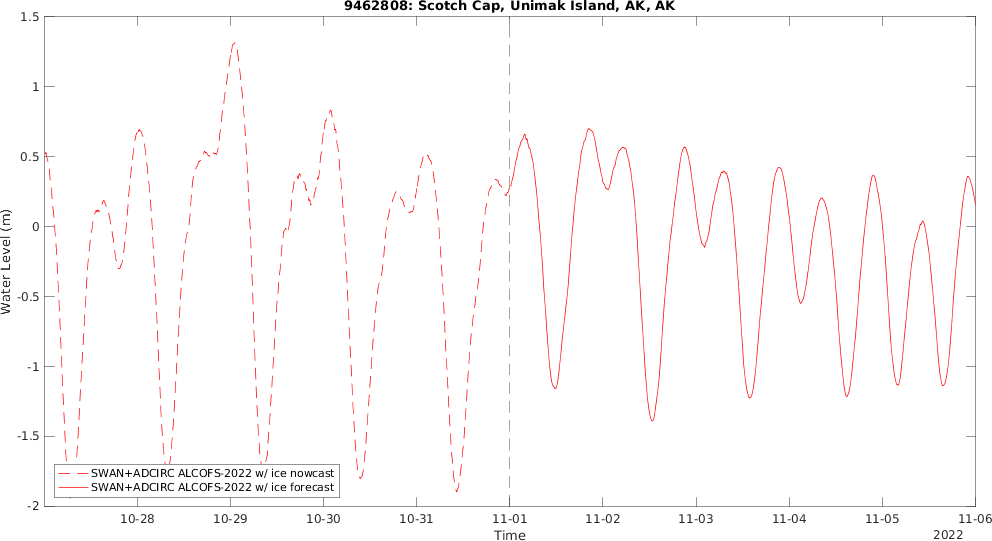 9462808: Scotch Cap, Unimak Island, AK, AK
1.5
1
0.5
0
-0.5
-1
-1.5
-2
Water Level (m)
SWAN+ADCIRC ALCOFS-2022 w/ ice nowcast
SWAN+ADCIRC ALCOFS-2022 w/ ice forecast
10-28 10-29 10-30 10-31 11-01 11-02 11-03 11-04 11-05 11-06
Time
2022